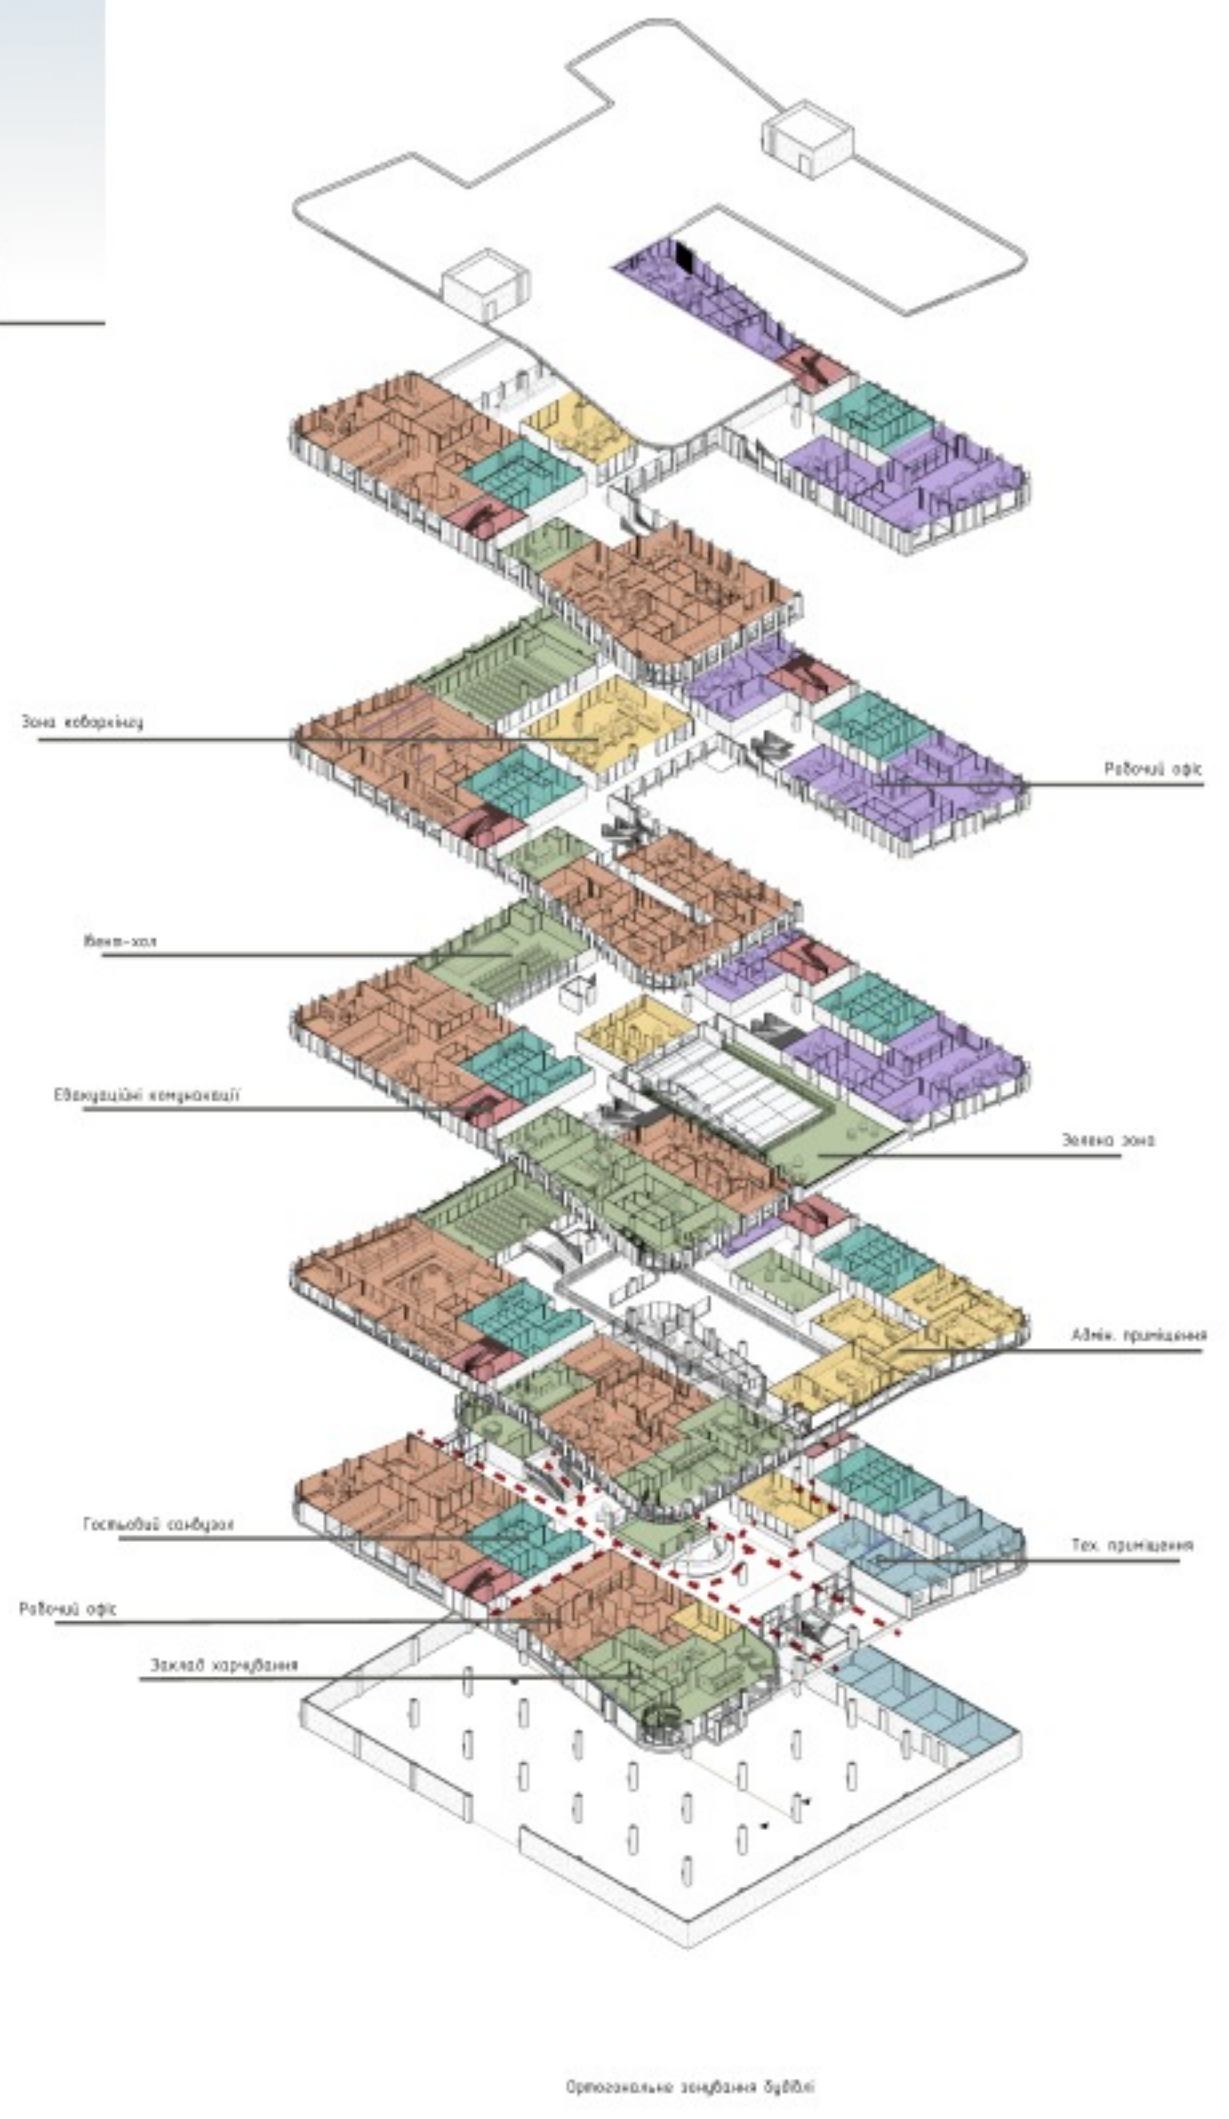 Зона коворкінгу
Робочий офіс
Івент-хол
Евакуаційні комунакації
Зелена зона
Адмін. приміщення
Гостьовий санвузол
Тех. приміщення
Робочий офіс
Заклад харчування
Ортогональне зонування будівлі